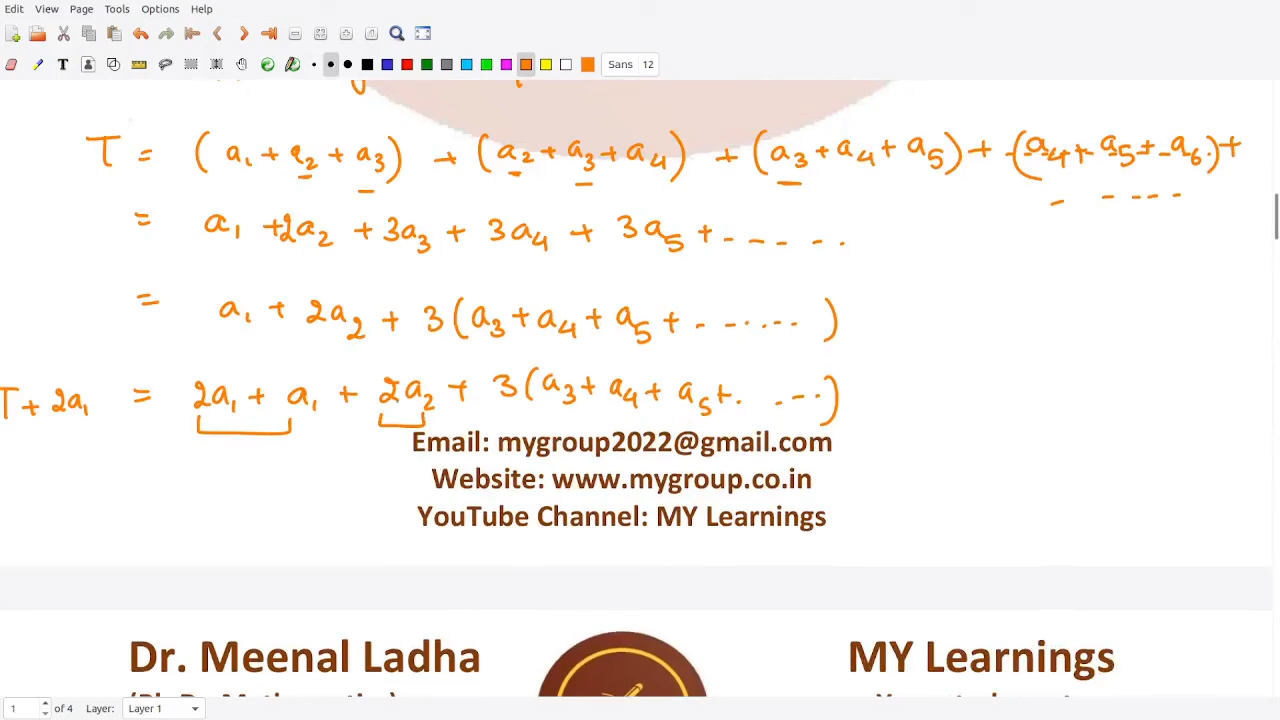 Edit View Page Tools Options Help
T Sans 12
T = (a₁ + a₂ + a₃) + (a₂ + a₃ + a₄) + (a₃ + a₄ + a₅) + (a₄ + a₅ + a₆) +
- - - - -
= a₁ + 2a₂ + 3a₃ + 3a₄ + 3a₅ + - - - - - .
= a₁ + 2a₂ + 3(a₃ + a₄ + a₅ + - - - - - )
T + 2a₁ = 2a₁ + a₁ + 2a₂ + 3(a₃ + a₄ + a₅ + . . - - - )
Email: mygroup2022@gmail.com
Website: www.mygroup.co.in
YouTube Channel: MY Learnings
Dr. Meenal Ladha MY Learnings
1 of 4 Layer: Layer 1